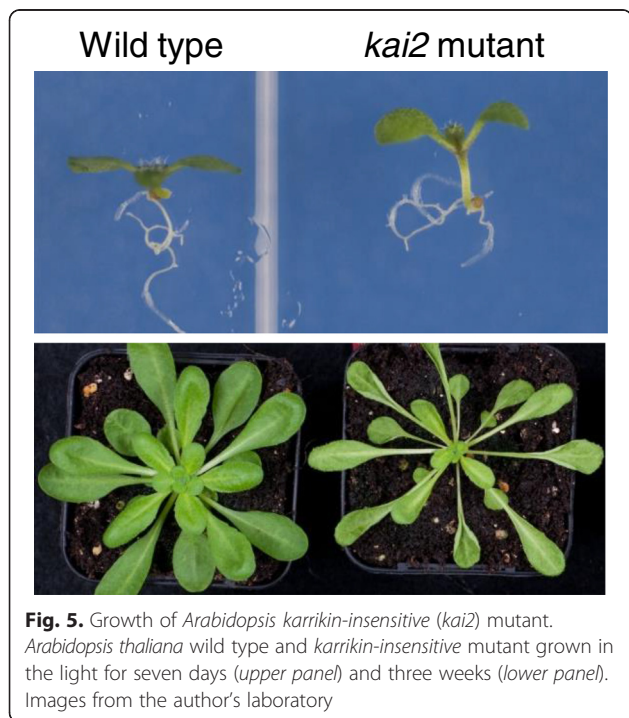 Wild type
kai2 mutant
Fig. 5. Growth of Arabidopsis karrikin-insensitive (kai2) mutant.
Arabidopsis thaliana wild type and karrikin-insensitive mutant grown in
the light for seven days (upper panel) and three weeks (lower panel).
Images from the author's laboratory